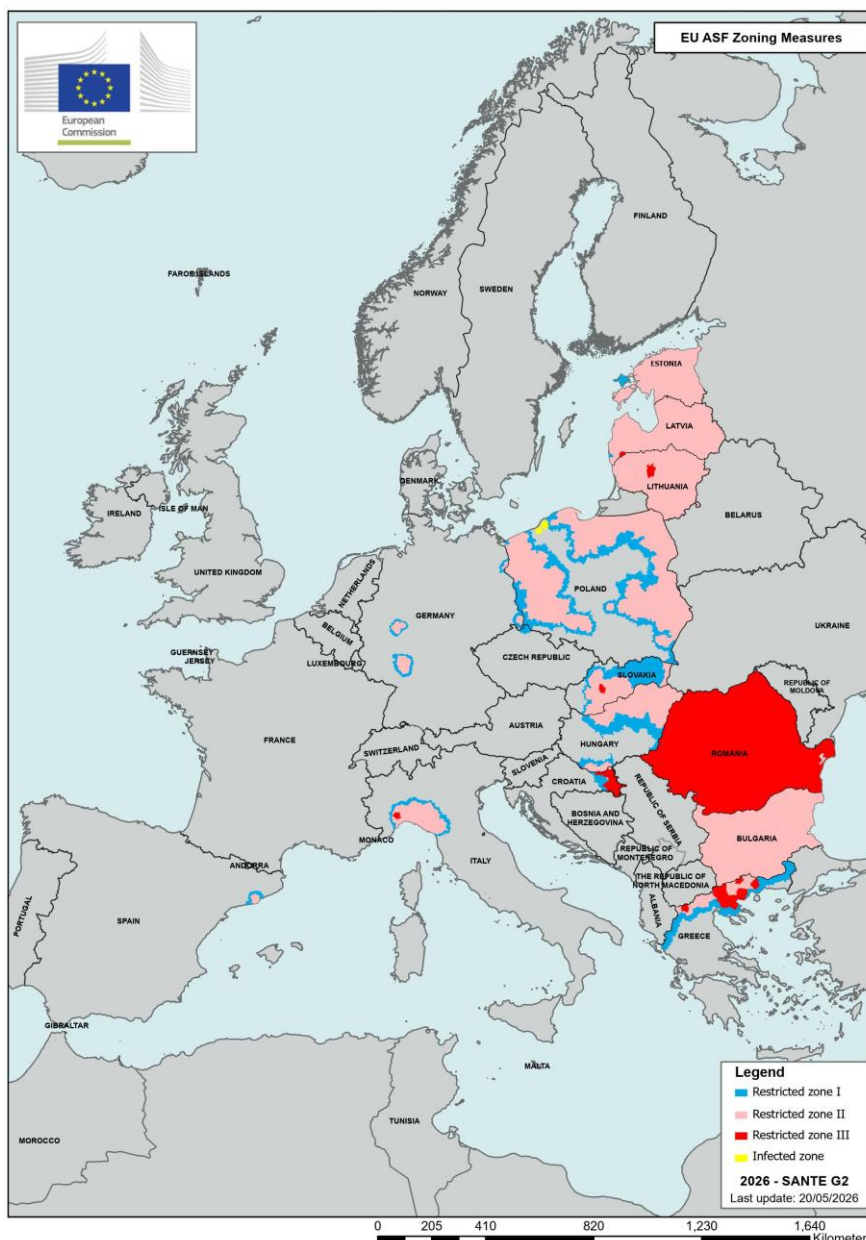 EU ASF Zoning Measures
European
Commission
FINLAND
FAROE ISLANDS
NORWAY
SWEDEN
ESTONIA
LATVIA
DENMARK
LITHUANIA
IRELAND
ISLE OF MAN
BELARUS
UNITED KINGDOM
NETHERLANDS
POLAND
GERMANY
BELGIUM
UKRAINE
GUERNSEY
JERSEY
LUXEMBOURG
CZECH REPUBLIC
SLOVAKIA
REPUBLIC OF
MOLDOVA
AUSTRIA
FRANCE
SWITZERLAND
HUNGARY
ROMANIA
SLOVENIA
CROATIA
BOSNIA AND
HERZEGOVINA
REPUBLIC OF SERBIA
MONACO
ITALY
BULGARIA
REPUBLIC OF
MONTENEGRO
ANDORRA
THE REPUBLIC OF
NORTH MACEDONIA
PORTUGAL
SPAIN
ALBANIA
GREECE
GIBRALTAR
MALTA
TUNISIA
MOROCCO
Legend
Restricted zone I
Restricted zone II
Restricted zone III
Infected zone
2026 - SANTE G2
Last update: 20/05/2026
0 205 410 820 1,230 1,640
Kilometer